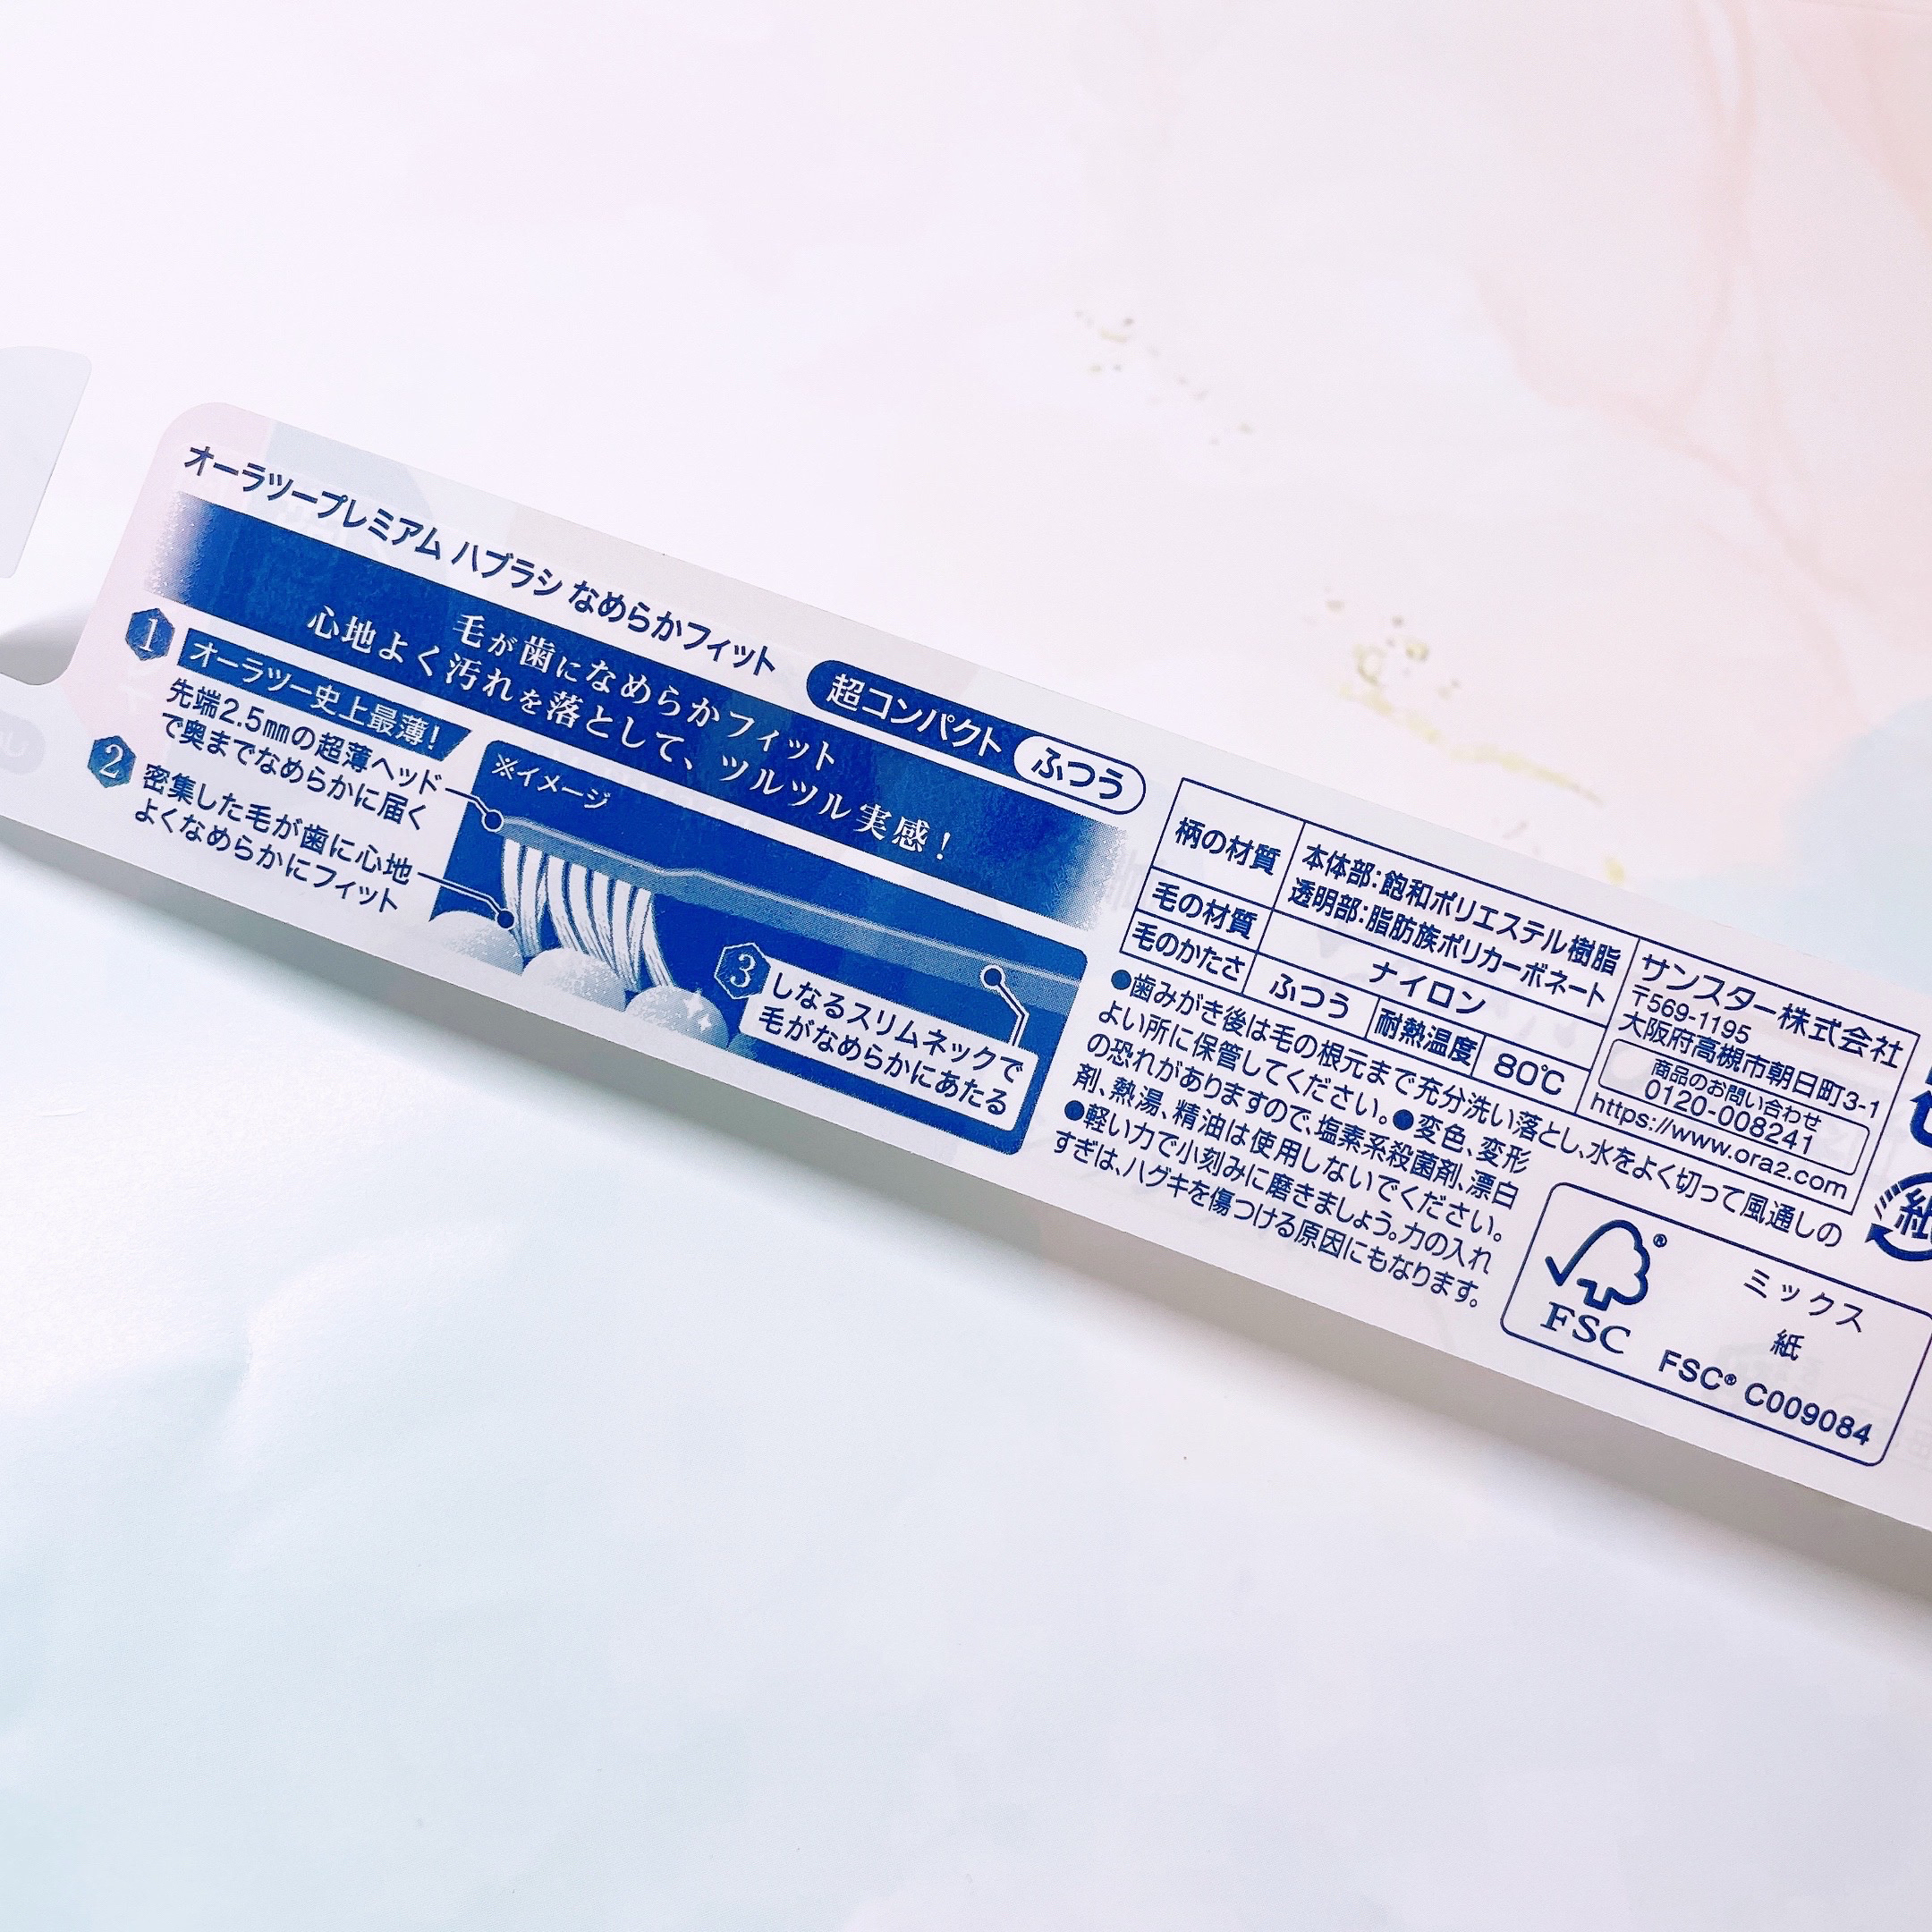 オーラツープレミアム ハブラシ なめらかフィット 超コンパクト ふつう
毛が歯になめらかフィット
心地よく汚れを落として、ツルツル実感!
1 オーラツー史上最薄!
先端2.5㎜の超薄ヘッド
で奥までなめらかに届く
2 密集した毛が歯に心地
よくなめらかにフィット
※イメージ
3 しなるスリムネックで
毛がなめらかにあたる
柄の材質 本体部:飽和ポリエステル樹脂
透明部:脂肪族ポリカーボネート
毛の材質 ナイロン
毛のかたさ ふつう 耐熱温度 80℃
サンスター株式会社
〒569-1195
大阪府高槻市朝日町3-1
商品のお問い合わせ
0120-008241
https://www.ora2.com
●歯みがき後は毛の根元まで充分洗い落とし、水をよく切って風通しの
よい所に保管してください。●変色、変形
の恐れがありますので、塩素系殺菌剤、漂白
剤、熱湯、精油は使用しないでください。
●軽い力で小刻みに磨きましょう。力の入れ
すぎは、ハグキを傷つける原因にもなります。
紙
FSC®
ミックス
紙
FSC® C009084